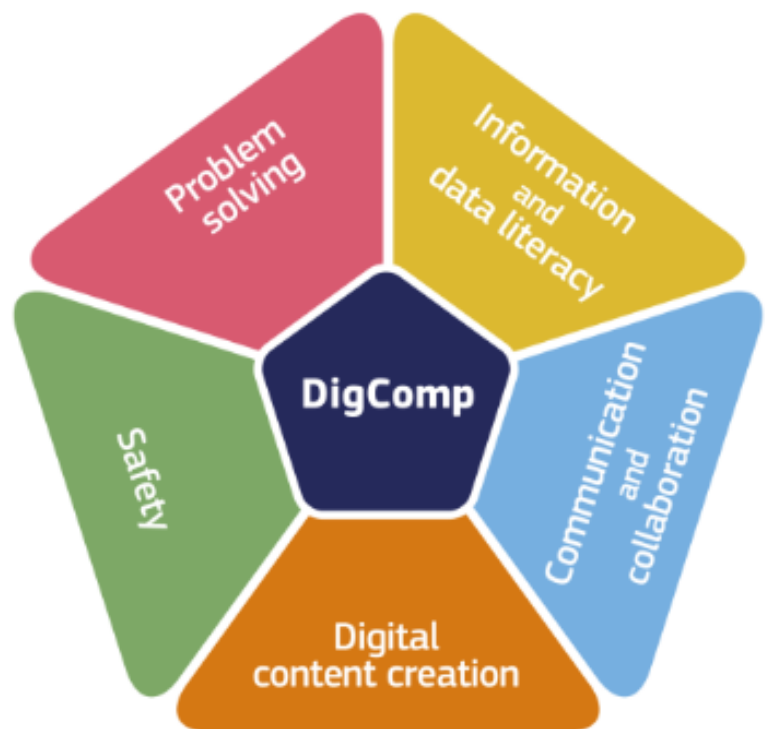 Problem
solving
Information
and
data literacy
DigComp
Communication
and
collaboration
Safety
Digital
content creation